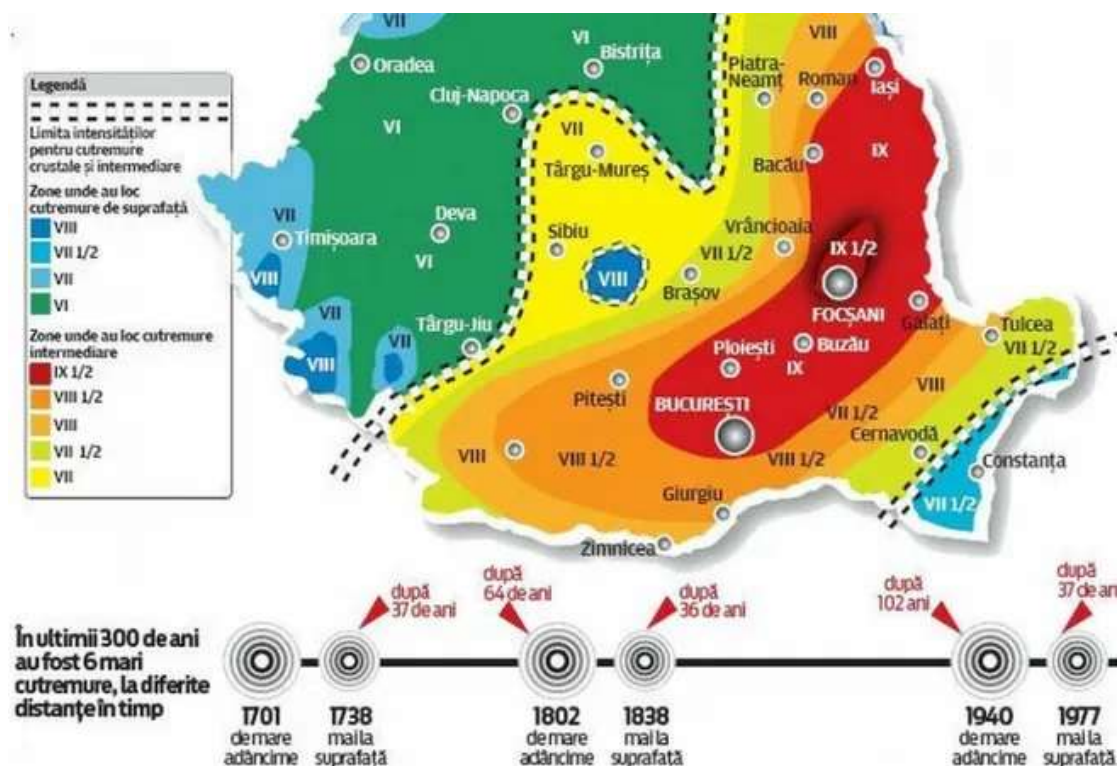 Legendă
Limita intensităților
pentru cutremure
crustale și intermediare
Zone unde au loc
cutremure de suprafață
VIII
VII 1/2
VII
VI
Zone unde au loc cutremure
intermediare
IX 1/2
VIII 1/2
VIII
VII 1/2
VII
VII
VI
Bistrița
Oradea
Cluj-Napoca
VI
VII
Târgu-Mureș
Piatra-
Neamț
VIII
Roman
Iași
IX
Bacău
VII
Timișoara
Deva
VI
Sibiu
VIII
VII 1/2
Brașov
Vrâncioaia
IX 1/2
FOCȘANI
VIII
VII
VIII
VII
Târgu-Jiu
Galați
Tulcea
VII 1/2
Ploiești
Buzău
IX
Pitești
BUCUREȘTI
VIII
VII 1/2
Cernavodă
VIII
VIII 1/2
VIII 1/2
Constanța
VII 1/2
Giurgiu
Zimnicea
după
37 de ani
după
64 de ani
după
36 de ani
după
102 ani
după
37 de ani
În ultimii 300 de ani
au fost 6 mari
cutremure, la diferite
distanțe în timp
1701
de mare
adâncime
1738
mai la
suprafață
1802
de mare
adâncime
1838
mai la
suprafață
1940
de mare
adâncime
1977
mai la
suprafață